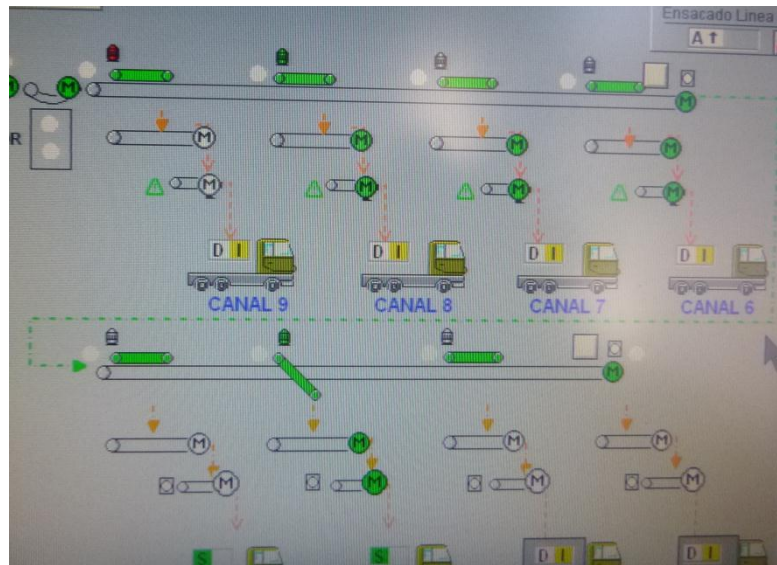 Ensacado Linea
A↑
M M
M
R
M M M M
M M M M
D I D I D I D I
CANAL 9 CANAL 8 CANAL 7 CANAL 6
M
M M M M
M M M M
S S D I D I